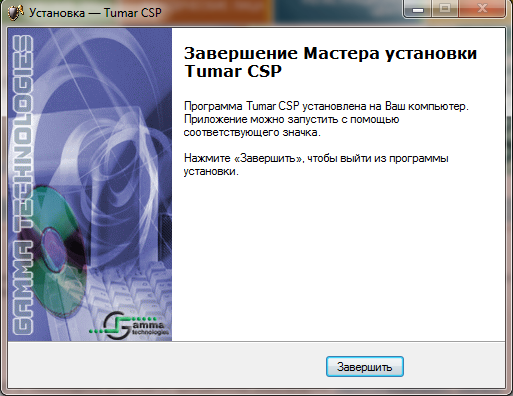 Установка — Tumar CSP
GAMMA TECHNOLOGIES
Завершение Мастера установки
Tumar CSP
Программа Tumar CSP установлена на Ваш компьютер.
Приложение можно запустить с помощью
соответствующего значка.
Нажмите «Завершить», чтобы выйти из программы
установки.
Gamma
technologies
Завершить